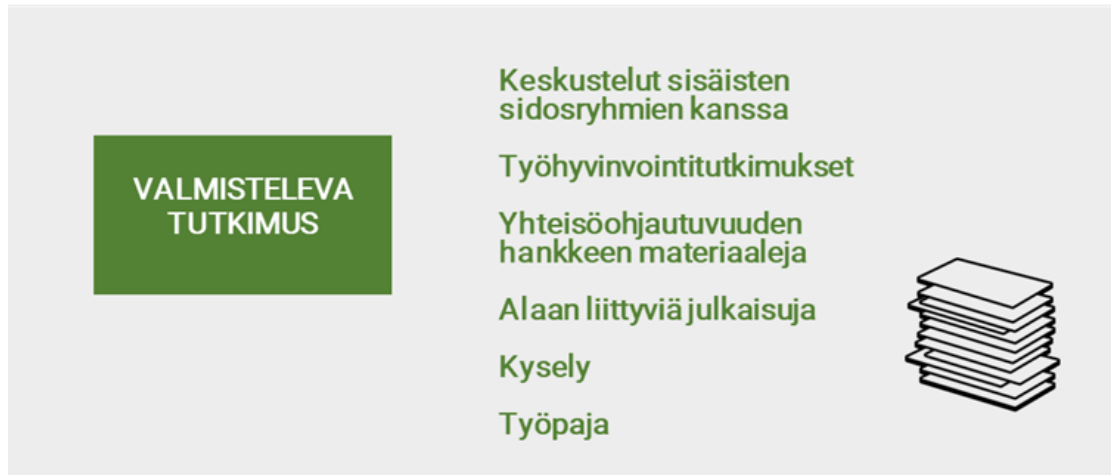 VALMISTELEVA
TUTKIMUS
Keskustelut sisäisten
sidosryhmien kanssa
Työhyvinvointitutkimukset
Yhteisöohjautuvuuden
hankkeen materiaaleja
Alaan liittyviä julkaisuja
Kysely
Työpaja